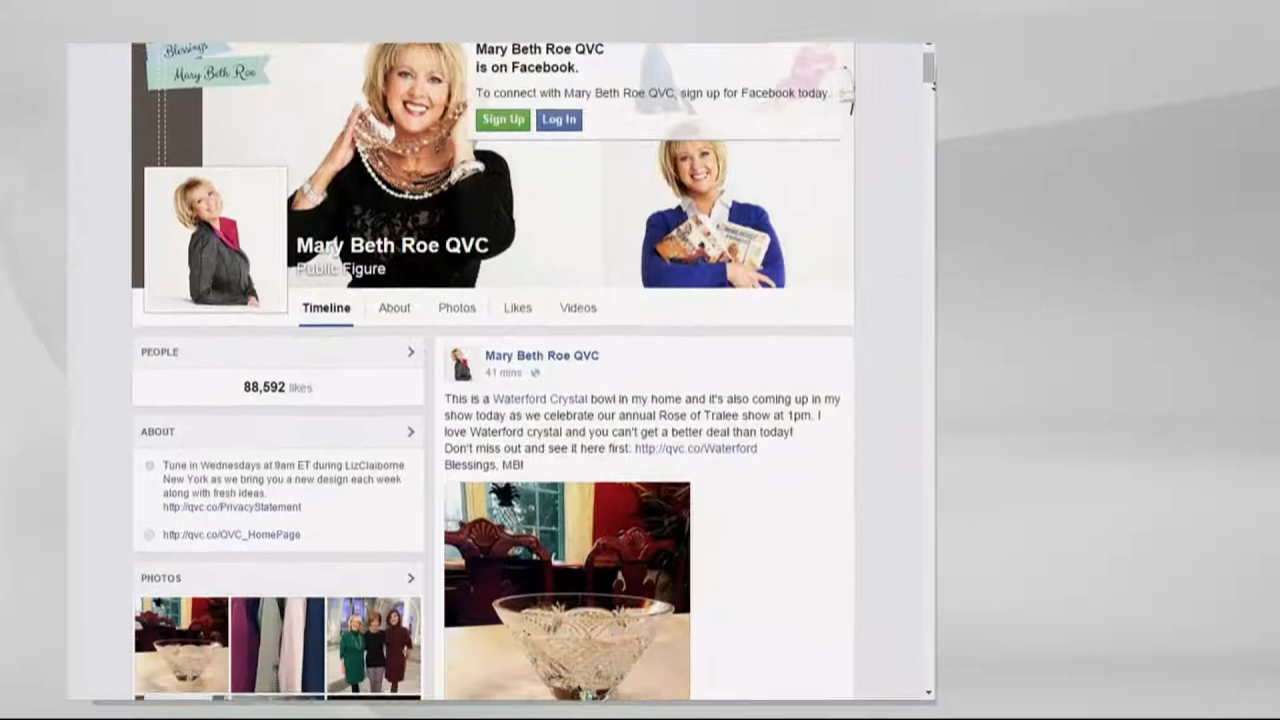 Blessings
Mary Beth Roe
Mary Beth Roe QVC
is on Facebook.
To connect with Mary Beth Roe QVC, sign up for Facebook today.
Sign Up
Log In
Mary Beth Roe QVC
Public Figure
Timeline
About
Photos
Likes
Videos
PEOPLE
88,592 likes
ABOUT
Tune in Wednesdays at 9am ET during LizClaiborne
New York as we bring you a new design each week
along with fresh ideas.
http://qvc.co/PrivacyStatement
http://qvc.co/QVC_HomePage
PHOTOS
Mary Beth Roe QVC
41 mins
This is a Waterford Crystal bowl in my home and it's also coming up in my
show today as we celebrate our annual Rose of Tralee show at 1pm. I
love Waterford crystal and you can't get a better deal than today!
Don't miss out and see it here first: http://qvc.co/Waterford
Blessings, MB!